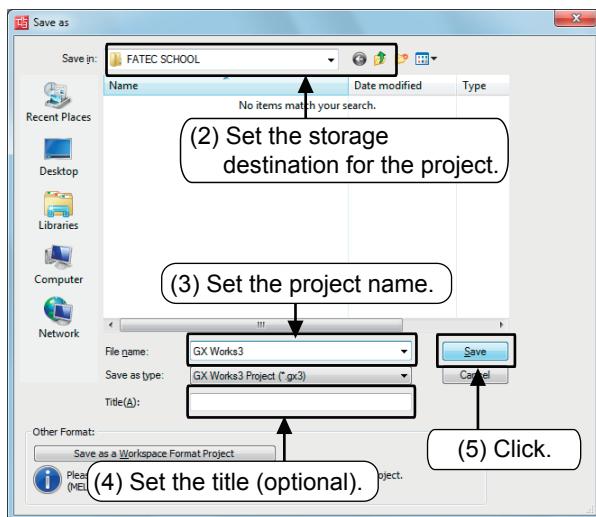 Save as
Save in:
FATEC SCHOOL
Name
Date modified
Type
No items match your search.
Recent Places
(2) Set the storage
destination for the project.
Desktop
Libraries
Computer
(3) Set the project name.
Network
File name:
GX Works3
Save
Save as type:
GX Works3 Project (*.gx3)
Cancel
Title(A):
Other Format:
Save as a Workspace Format Project
(5) Click.
(4) Set the title (optional).
(MEL